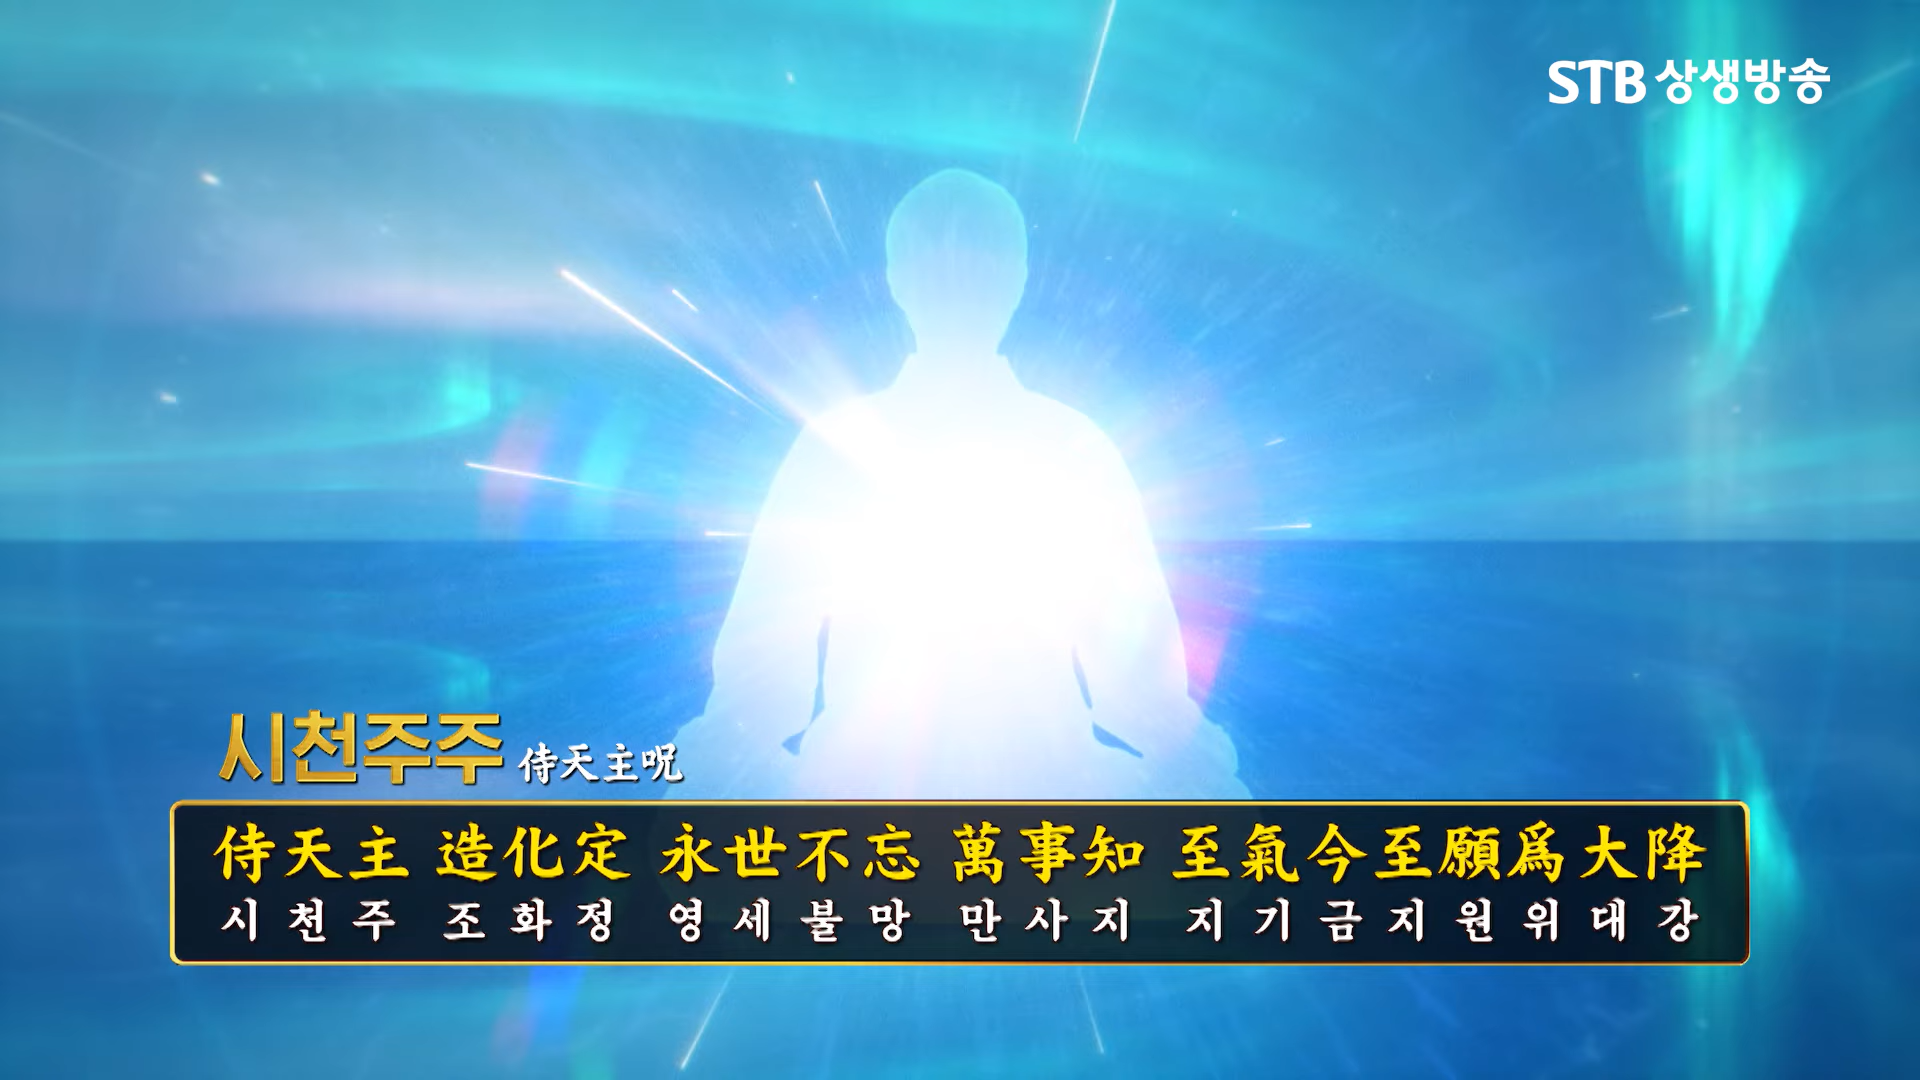 STB 상생방송
시천주주 侍天主呪
侍天主 造化定 永世不忘 萬事知 至氣今至願爲大降
시천주 조화정 영세불망 만사지 지기금지원위대강